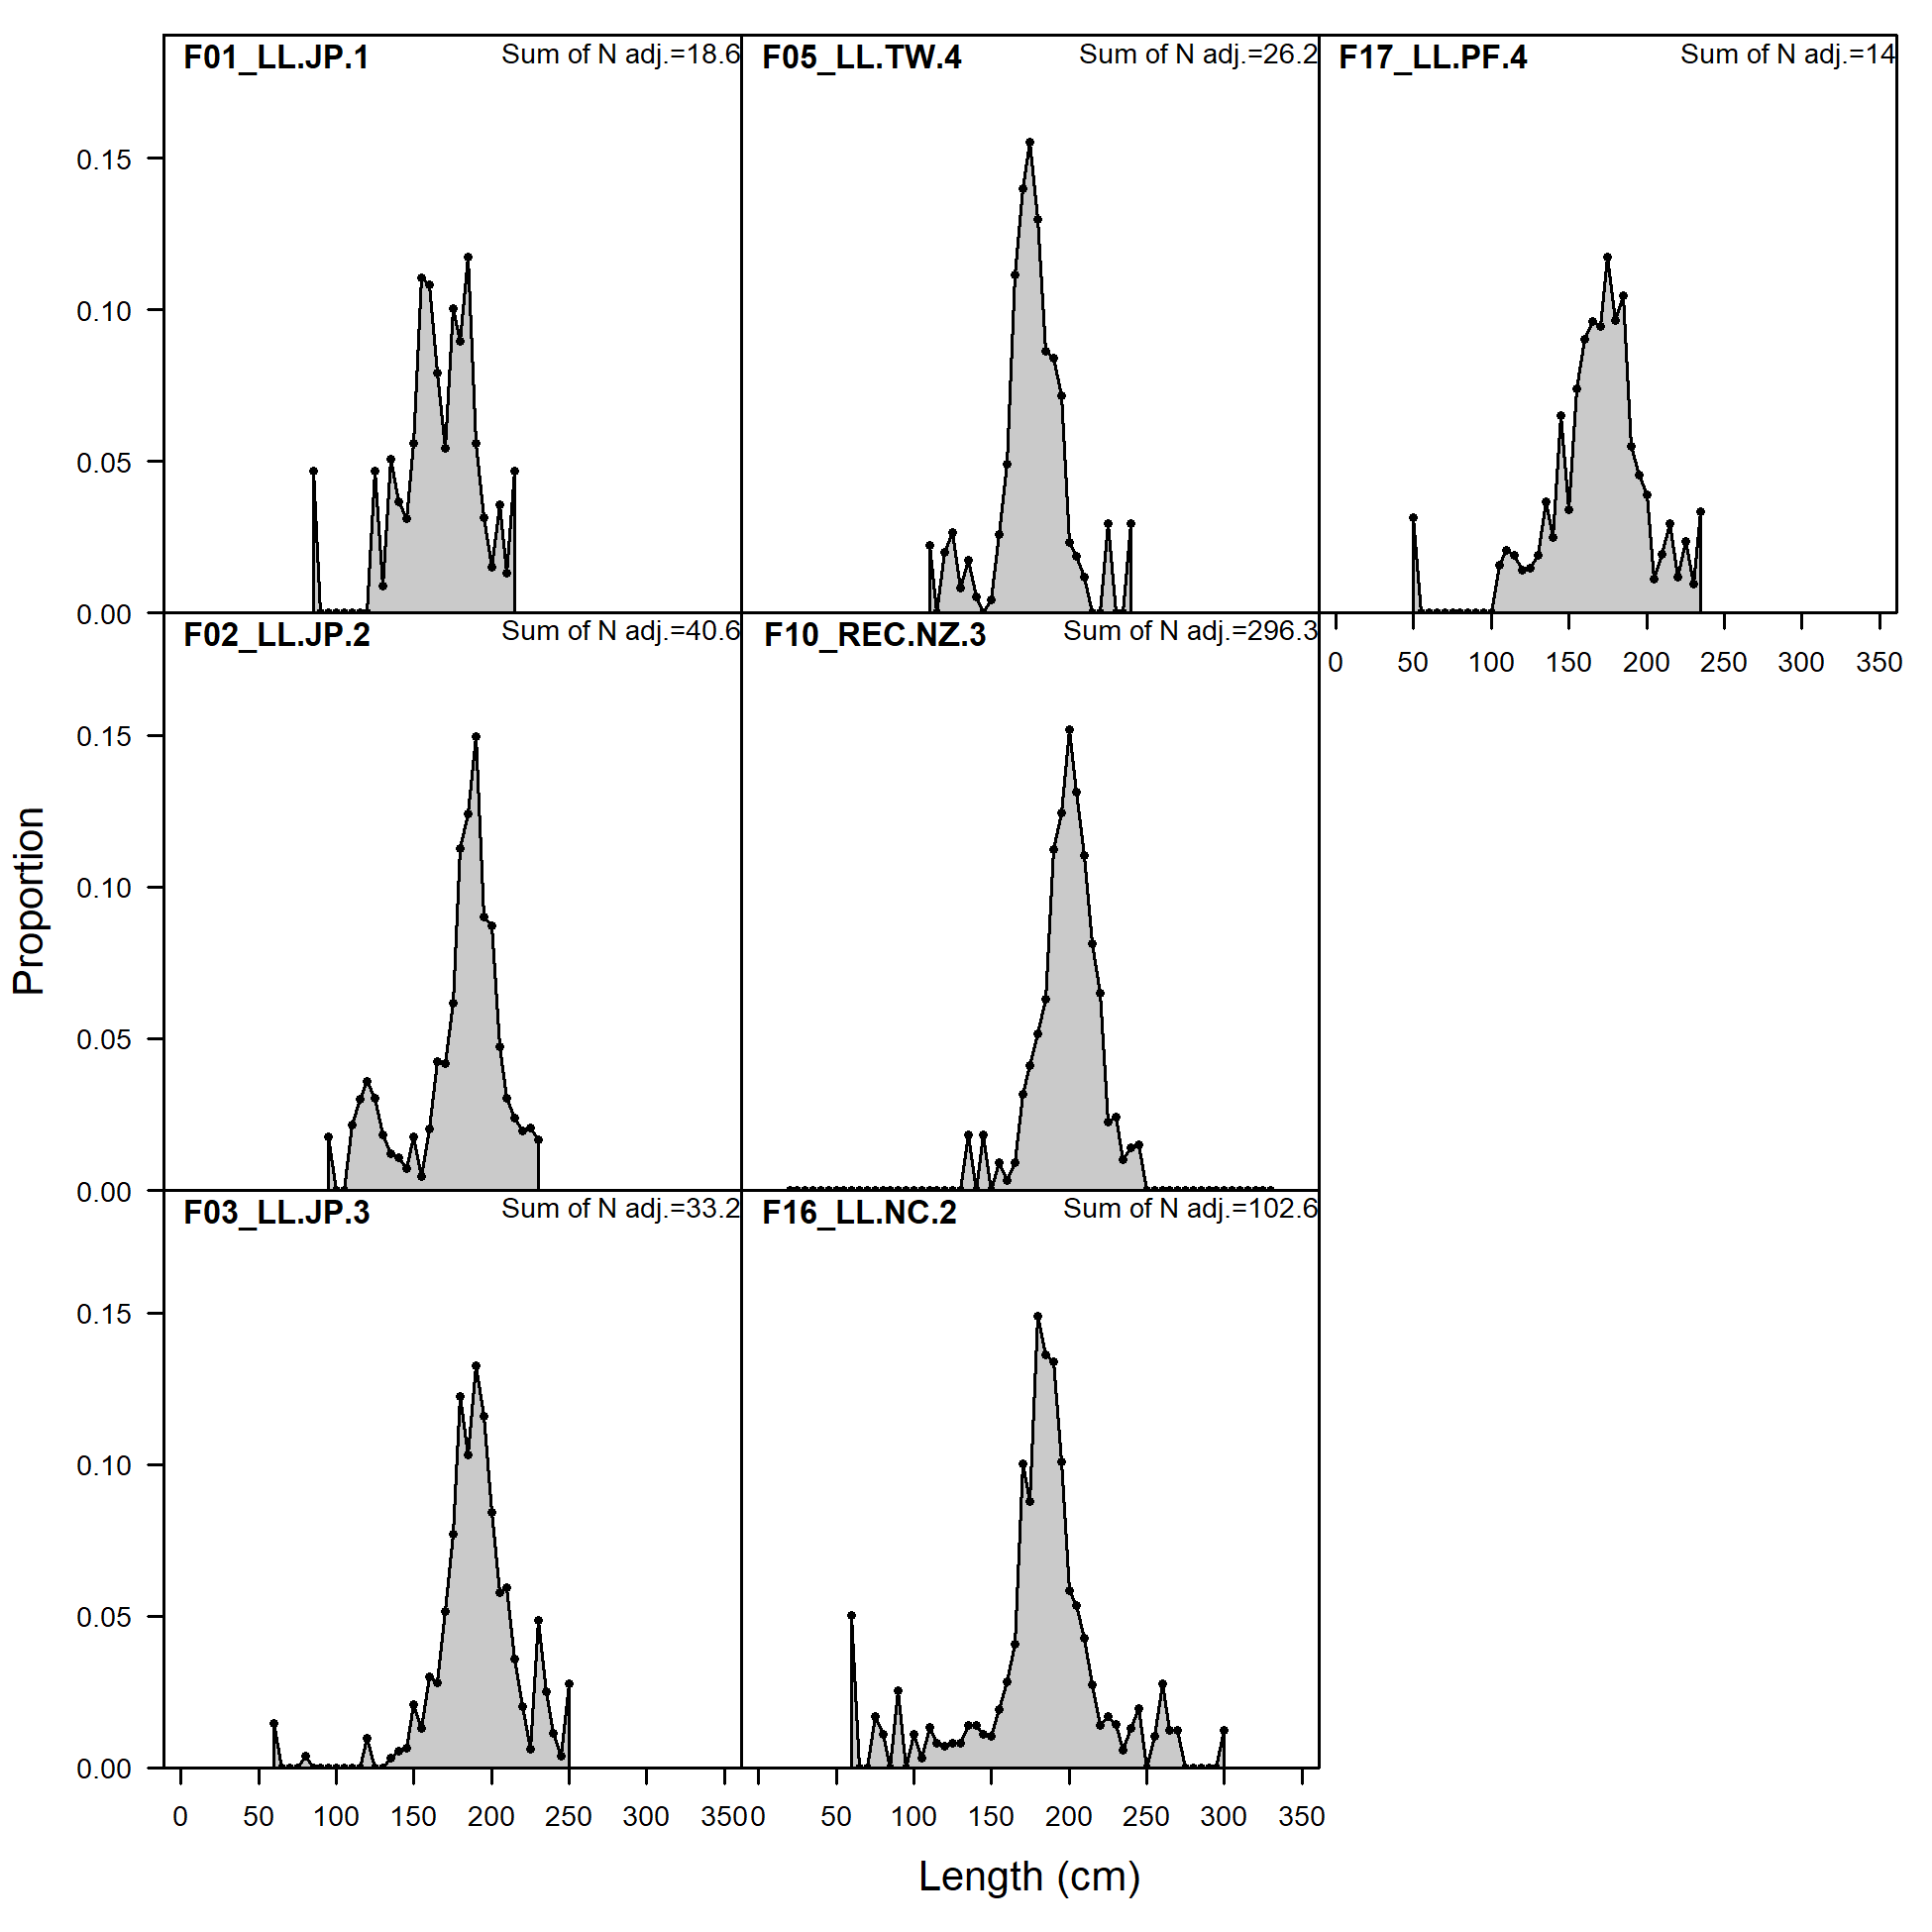 F01_LL.JP.1 Sum of N adj.=18.6
F05_LL.TW.4 Sum of N adj.=26.2
F17_LL.PF.4 Sum of N adj.=14
0.15
0.10
0.05
0.00
F02_LL.JP.2 Sum of N adj.=40.6
F10_REC.NZ.3 Sum of N adj.=296.3
0 50 100 150 200 250 300 350
0.15
0.10
0.05
0.00
Proportion
F03_LL.JP.3 Sum of N adj.=33.2
F16_LL.NC.2 Sum of N adj.=102.6
0.15
0.10
0.05
0.00
0 50 100 150 200 250 300 350
0 50 100 150 200 250 300 350
Length (cm)